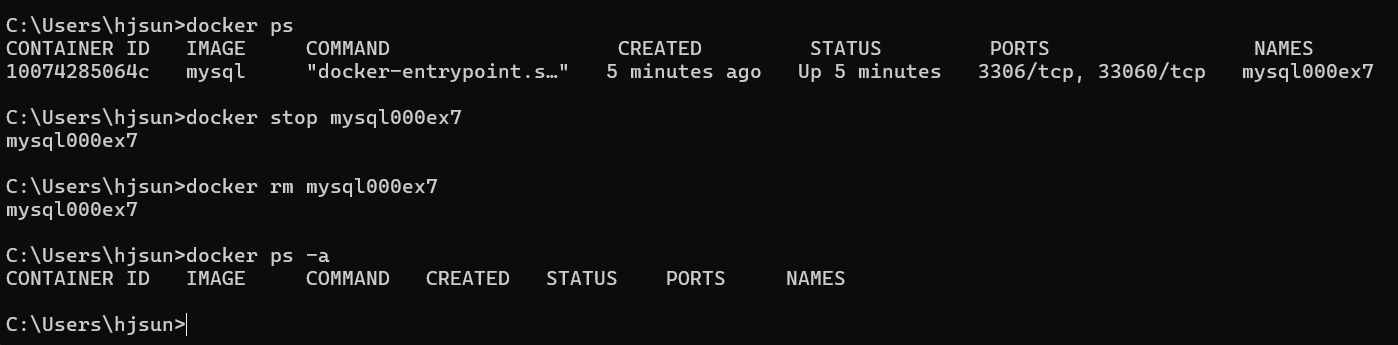 C:\Users\hjsun>docker ps
CONTAINER ID   IMAGE     COMMAND                   CREATED         STATUS         PORTS                 NAMES
10074285064c   mysql     "docker-entrypoint.s…"   5 minutes ago   Up 5 minutes   3306/tcp, 33060/tcp   mysql000ex7
C:\Users\hjsun>docker stop mysql000ex7
mysql000ex7
C:\Users\hjsun>docker rm mysql000ex7
mysql000ex7
C:\Users\hjsun>docker ps -a
CONTAINER ID   IMAGE     COMMAND   CREATED   STATUS    PORTS     NAMES
C:\Users\hjsun>